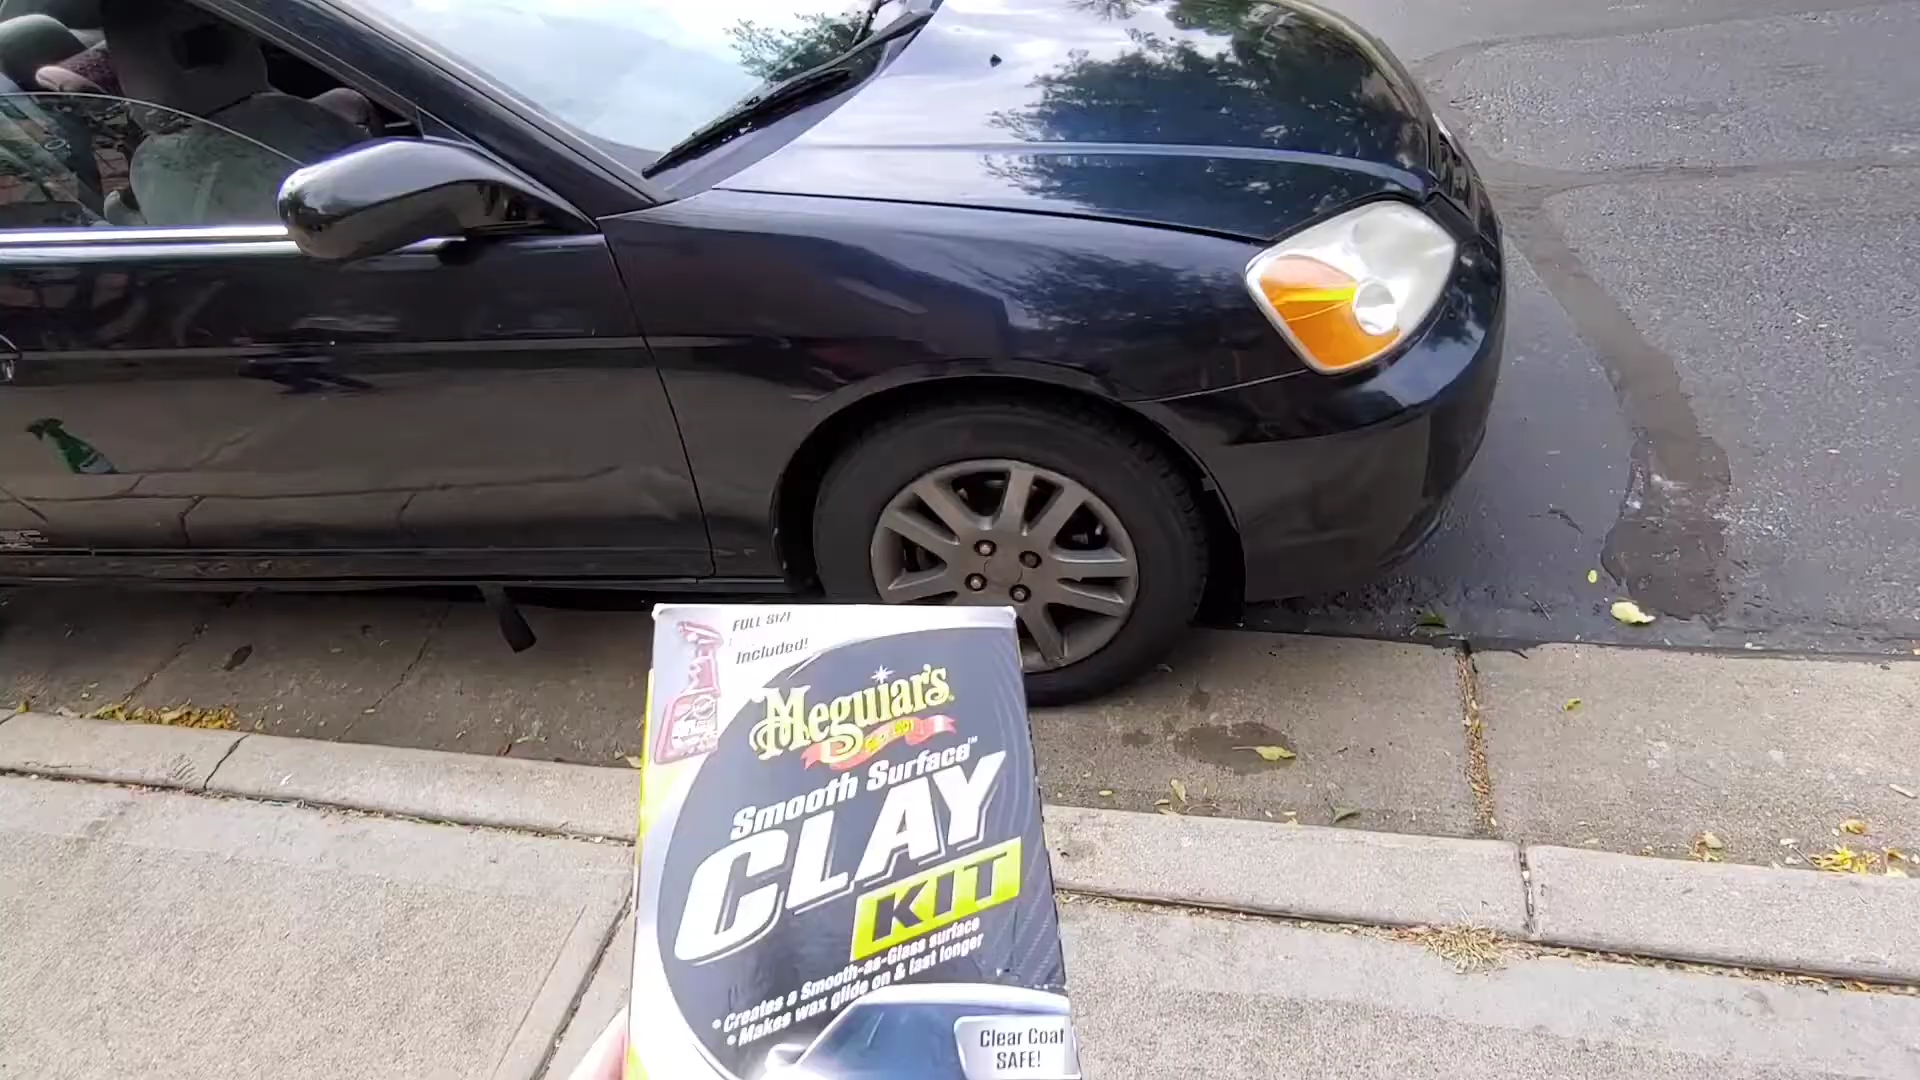 FULL SIZE
Included!
Meguiar's
Smooth Surface™
CLAY
KIT
• Creates a Smooth-as-Glass surface
• Makes wax glide on & last longer
Clear Coat
SAFE!